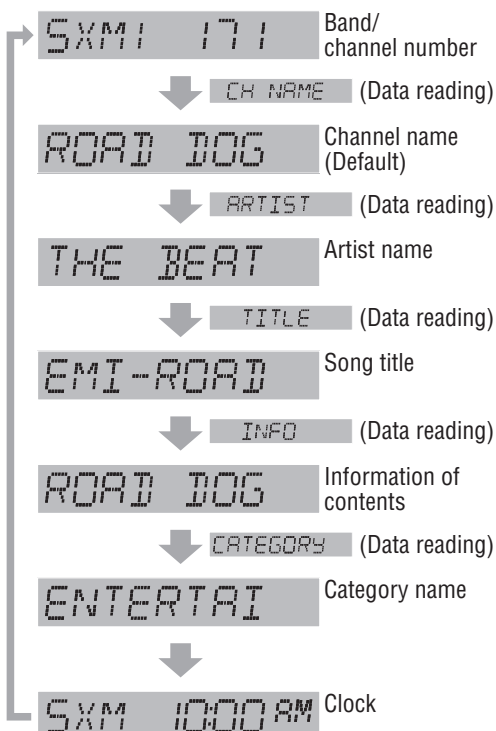 SXM1 171
Band/
channel number
CH NAME (Data reading)
ROAD DOG
Channel name
(Default)
ARTIST (Data reading)
THE BEAT
Artist name
TITLE (Data reading)
EMI-ROAD
Song title
INFO (Data reading)
ROAD DOG
Information of
contents
CATEGORY (Data reading)
ENTERTAI
Category name
SXM 10:00 AM
Clock